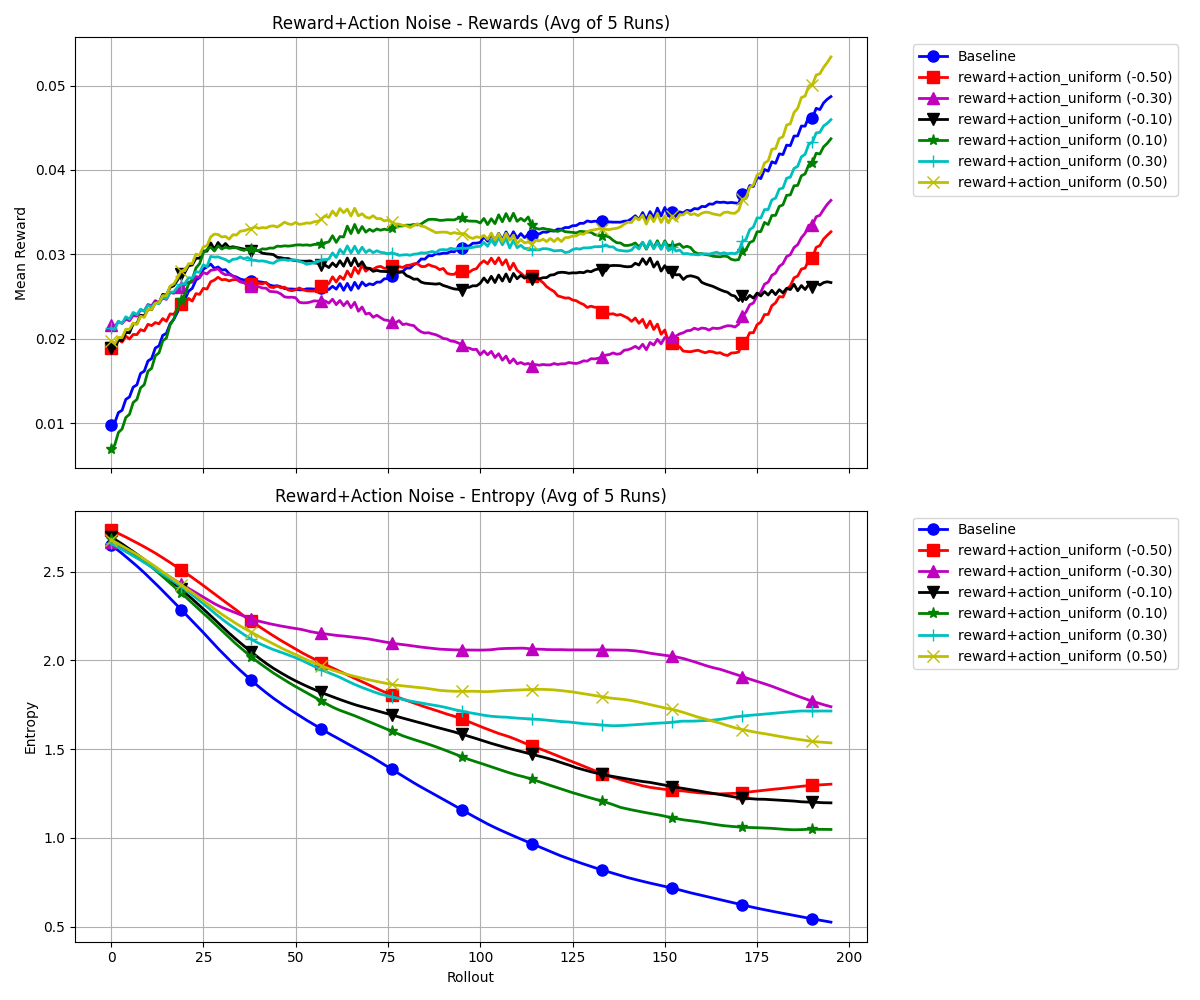 Reward+Action Noise - Rewards (Avg of 5 Runs)
Mean Reward
0.05
0.04
0.03
0.02
0.01
Baseline
reward+action_uniform (-0.50)
reward+action_uniform (-0.30)
reward+action_uniform (-0.10)
reward+action_uniform (0.10)
reward+action_uniform (0.30)
reward+action_uniform (0.50)
Reward+Action Noise - Entropy (Avg of 5 Runs)
Entropy
2.5
2.0
1.5
1.0
0.5
0 25 50 75 100 125 150 175 200
Rollout
Baseline
reward+action_uniform (-0.50)
reward+action_uniform (-0.30)
reward+action_uniform (-0.10)
reward+action_uniform (0.10)
reward+action_uniform (0.30)
reward+action_uniform (0.50)